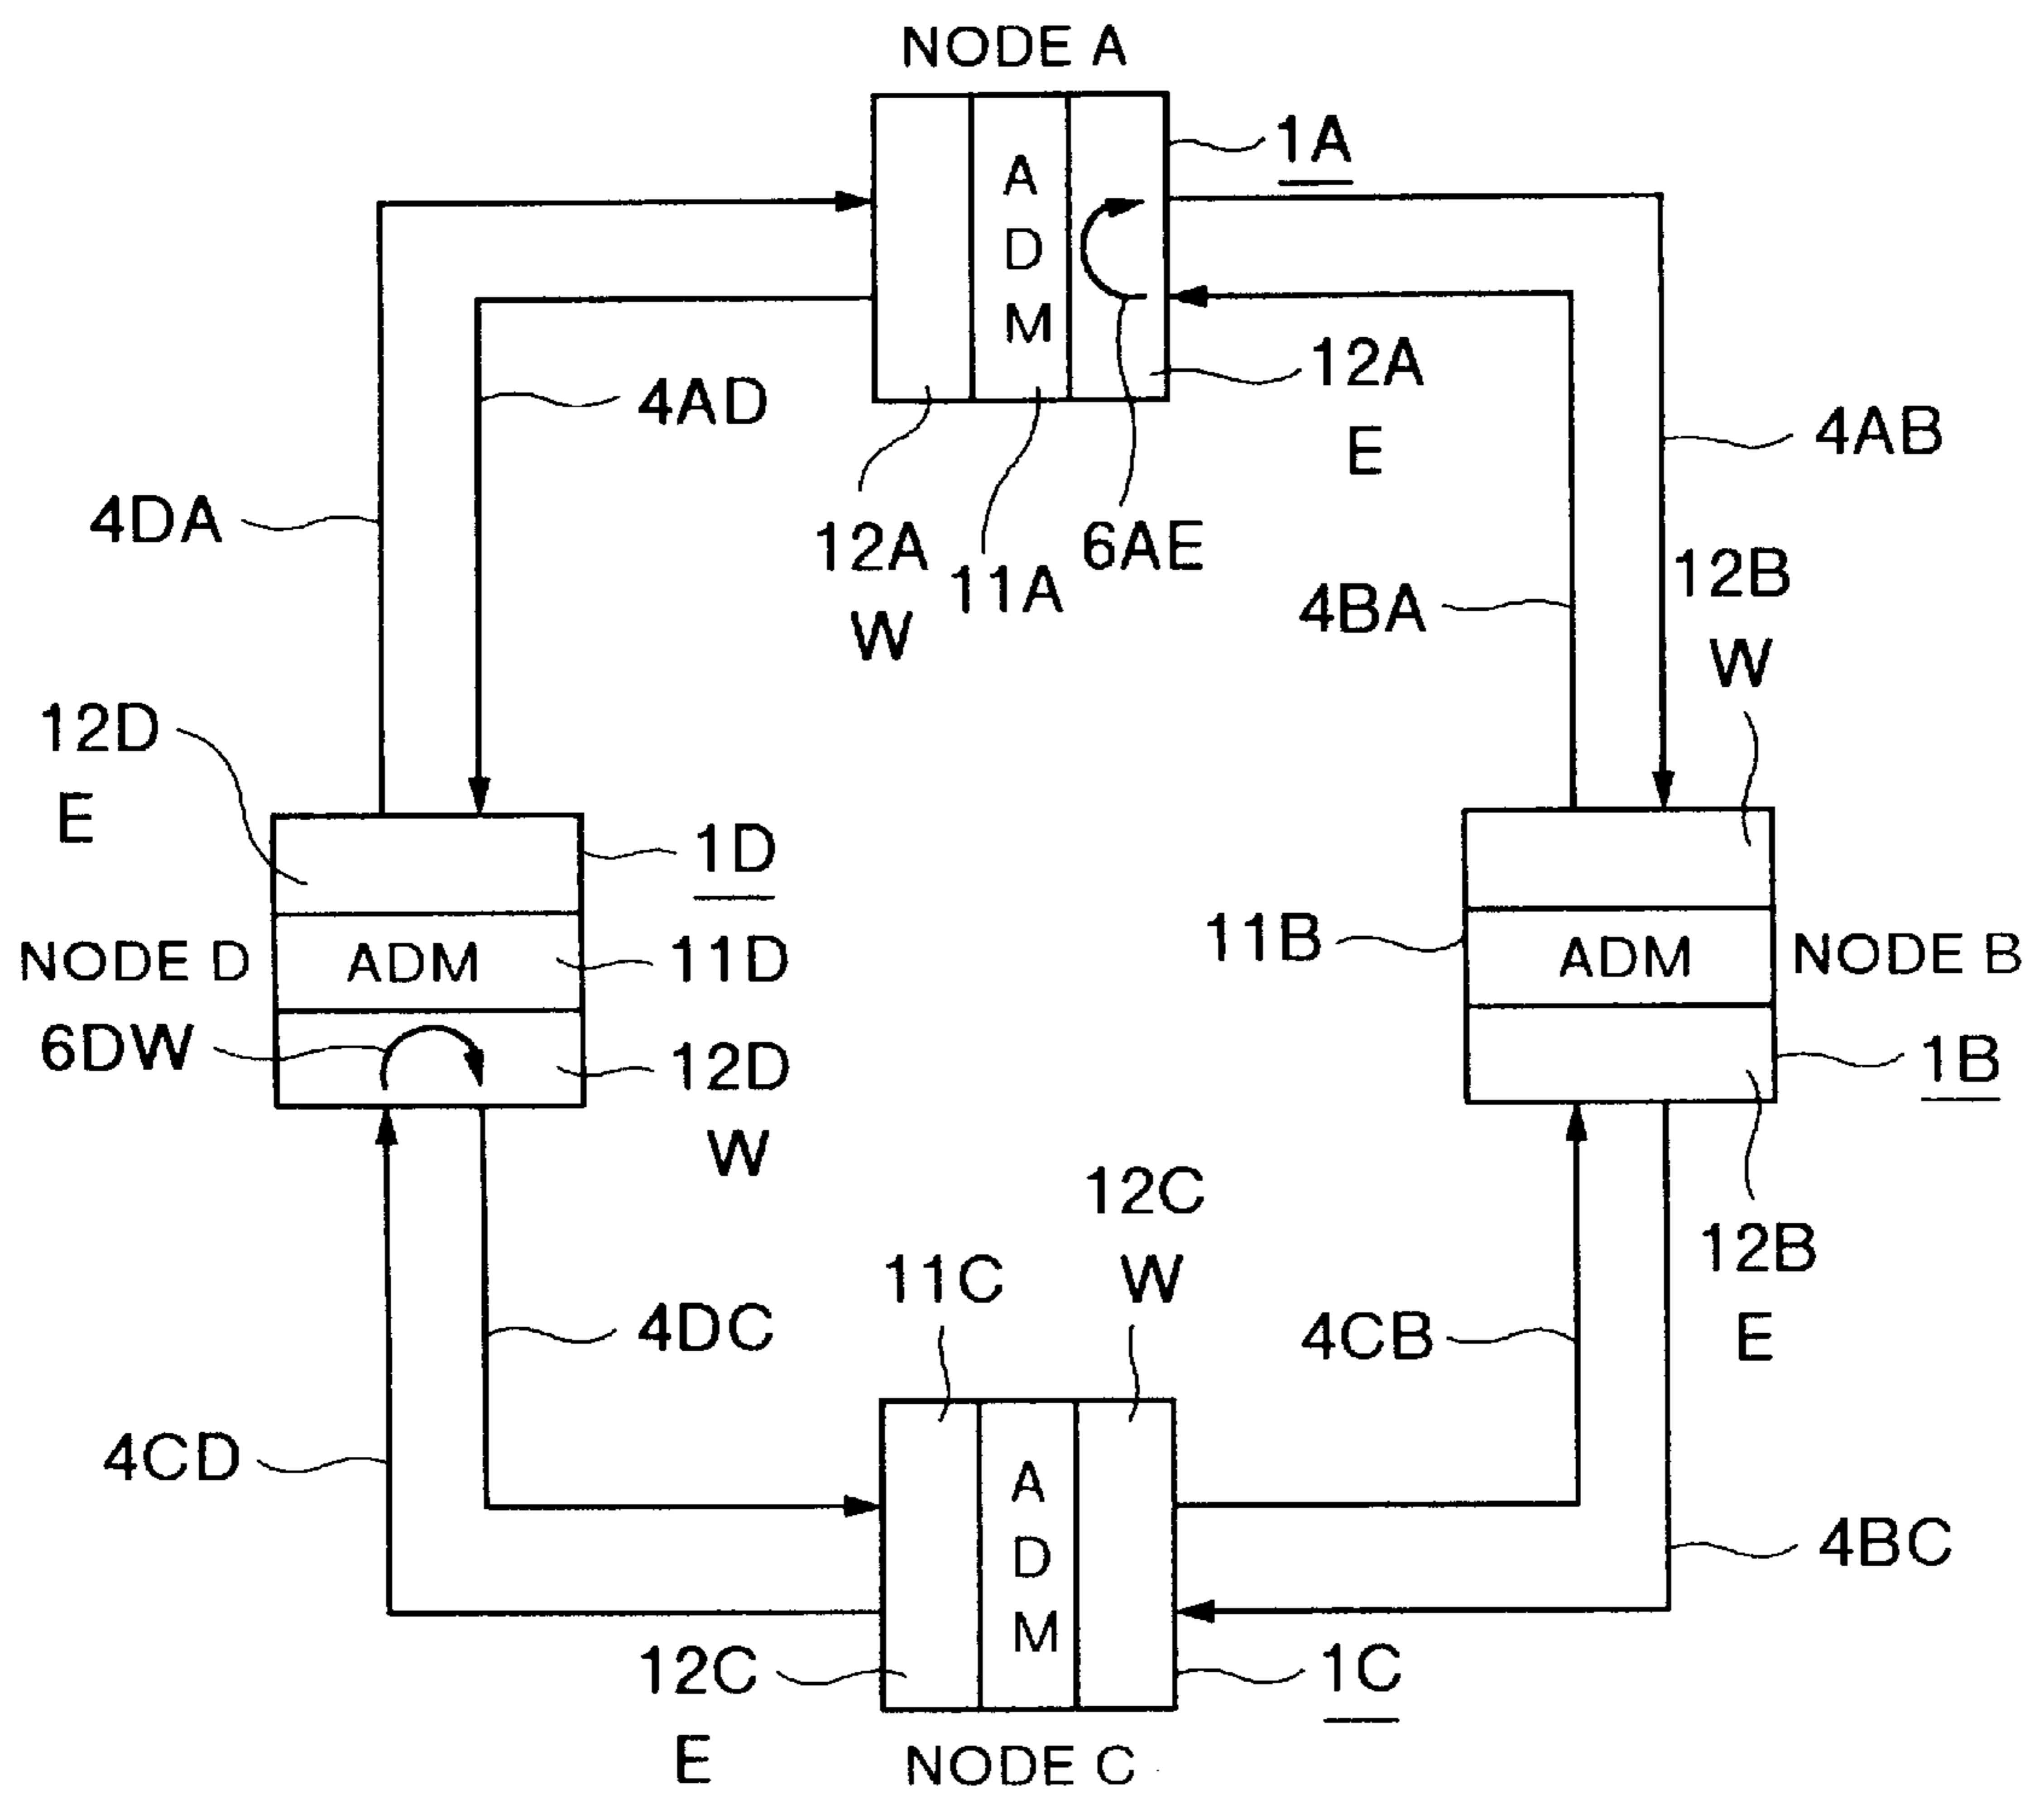 NODE A
1A
A
D
M
12A
E
4AD
4AB
4DA
12A
W
11A
6AE
4BA
12B
W
12D
E
1D
11B
ADM
NODE B
NODE D
ADM
11D
6DW
12D
W
1B
12C
W
12B
E
11C
4DC
4CB
4CD
A
D
M
4BC
12C
E
1C
NODE C